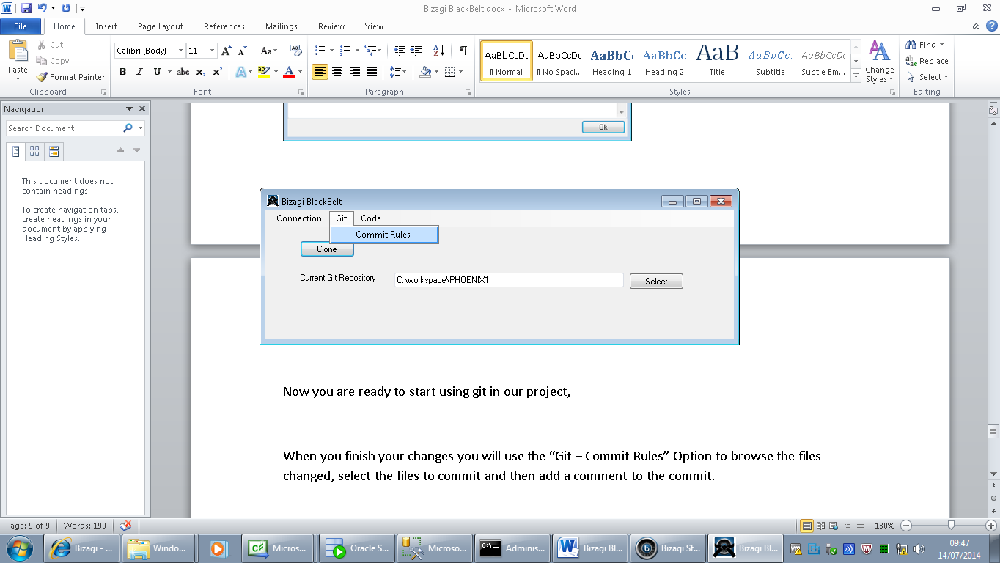 Bizagi BlackBelt.docx - Microsoft Word
File Home Insert Page Layout References Mailings Review View
Paste
Cut
Copy
Format Painter
Clipboard
Calibri (Body) 11
Font
Paragraph
AaBbCcDc AaBbCcDc AaBbCc AaBbCc AaB AaBbCc. AaBbCcDc
¶ Normal ¶ No Spaci... Heading 1 Heading 2 Title Subtitle Subtle Em...
Change
Styles
Styles
Find
Replace
Select
Editing
Navigation
Search Document
This document does not
contain headings.
To create navigation tabs,
create headings in your
document by applying
Heading Styles.
Ok
Bizagi BlackBelt
Connection Git Code
Commit Rules
Clone
Current Git Repository C:\workspace\PHOENIX1 Select
Now you are ready to start using git in our project,
When you finish your changes you will use the “Git – Commit Rules” Option to browse the files
changed, select the files to commit and then add a comment to the commit.
Page: 9 of 9 Words: 190 130%
Bizagi - ... Windo... Micros... Oracle S... Microso... Adminis... Bizagi Bl... Bizagi St... Bizagi Bl...
09:47
14/07/2014